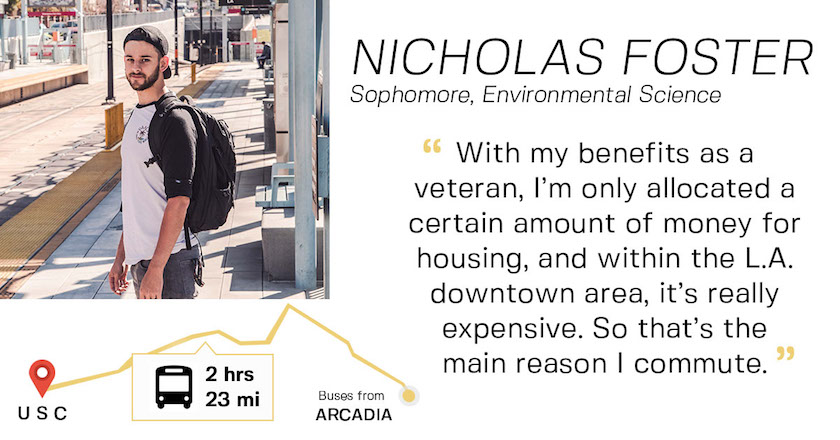 NICHOLAS FOSTER
Sophomore, Environmental Science
“ With my benefits as a
veteran, I’m only allocated a
certain amount of money for
housing, and within the L.A.
downtown area, it’s really
expensive. So that’s the
main reason I commute. ”
2 hrs
23 mi
USC
Buses from
ARCADIA